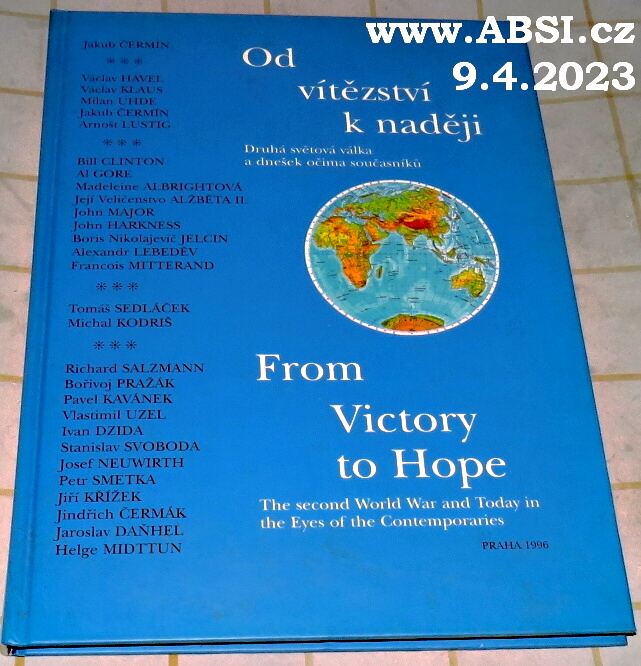 www.ABSI.cz
9.4.2023
Jakub ČERMÍN
***
Václav HAVEL
Václav KLAUS
Milan UHDE
Jakub ČERMÍN
Arnošt LUSTIG
***
Bill CLINTON
Al GORE
Madeleine ALBRIGHTOVÁ
Její Veličenstvo ALŽBĚTA II.
John MAJOR
John HARKNESS
Boris Nikolajevič JELCIN
Alexandr LEBEDĚV
Francois MITTERAND
***
Tomáš SEDLÁČEK
Michal KODRIŠ
***
Richard SALZMANN
Bořivoj PRAŽÁK
Pavel KAVÁNEK
Vlastimil UZEL
Ivan DZIDA
Stanislav SVOBODA
Josef NEUWIRTH
Petr SMETKA
Jiří KŘÍŽEK
Jindřich ČERMÁK
Jaroslav DAŇHEL
Helge MIDTTUN
Od
vítězství
k naději
Druhá světová válka
a dnešek očima současníků
From
Victory
to Hope
The second World War and Today in
the Eyes of the Contemporaries
PRAHA 1996